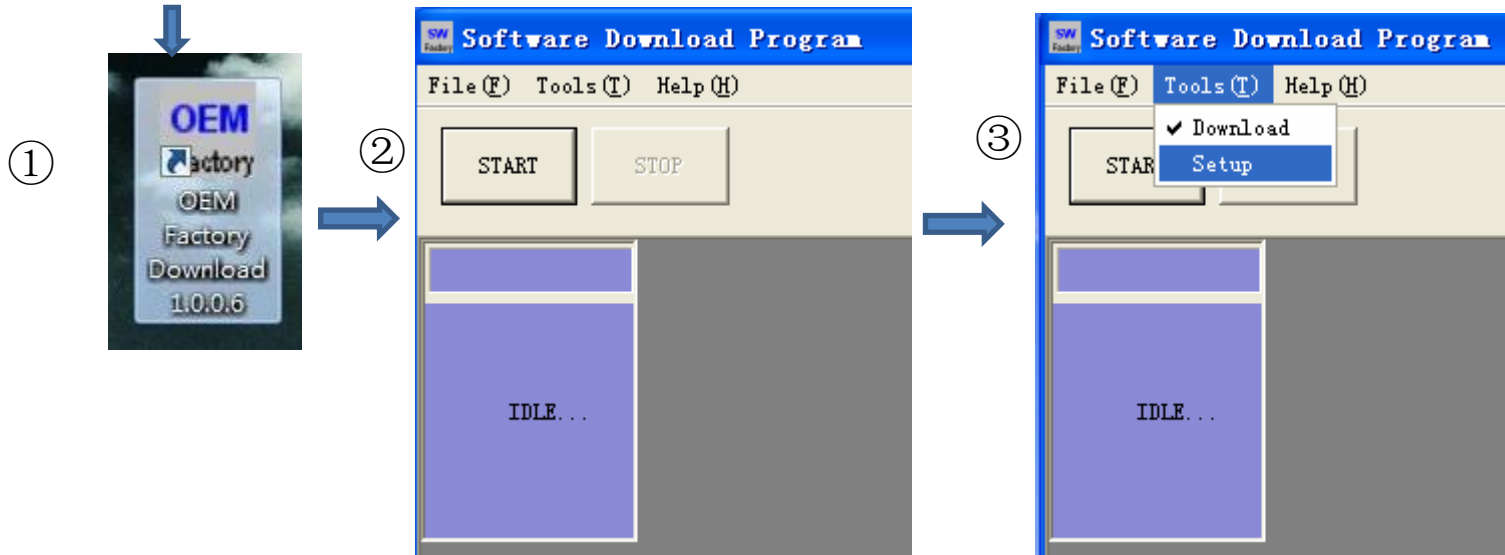 ①
OEM
actory
OEM
Factory
Download
1.0.0.6
②
SW
Factory
Software Download Program
File(F) Tools(T) Help(H)
START STOP
IDLE...
③
SW
Factory
Software Download Program
File(F) Tools(T) Help(H)
✔ Download
STAR Setup
IDLE...